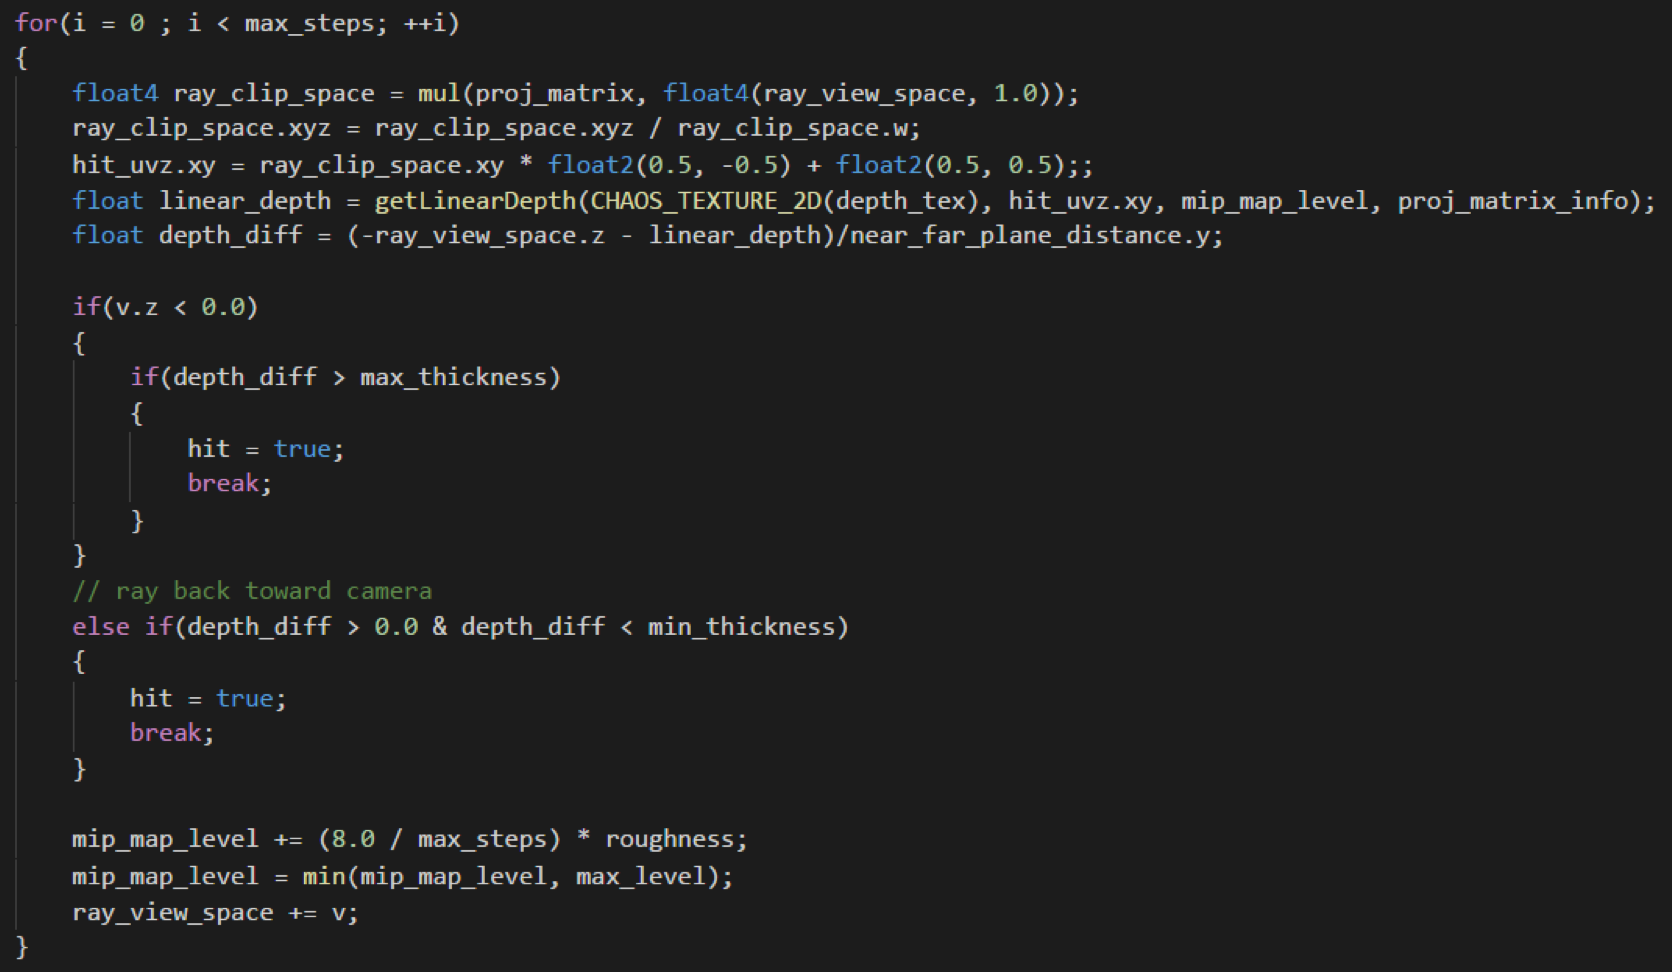 for(i = 0 ; i < max_steps; ++i)
{
    float4 ray_clip_space = mul(proj_matrix, float4(ray_view_space, 1.0));
    ray_clip_space.xyz = ray_clip_space.xyz / ray_clip_space.w;
    hit_uvz.xy = ray_clip_space.xy * float2(0.5, -0.5) + float2(0.5, 0.5);;
    float linear_depth = getLinearDepth(CHAOS_TEXTURE_2D(depth_tex), hit_uvz.xy, mip_map_level, proj_matrix_info);
    float depth_diff = (-ray_view_space.z - linear_depth)/near_far_plane_distance.y;

    if(v.z < 0.0)
    {
        if(depth_diff > max_thickness)
        {
            hit = true;
            break;
        }
    }
    // ray back toward camera
    else if(depth_diff > 0.0 & depth_diff < min_thickness)
    {
        hit = true;
        break;
    }

    mip_map_level += (8.0 / max_steps) * roughness;
    mip_map_level = min(mip_map_level, max_level);
    ray_view_space += v;
}